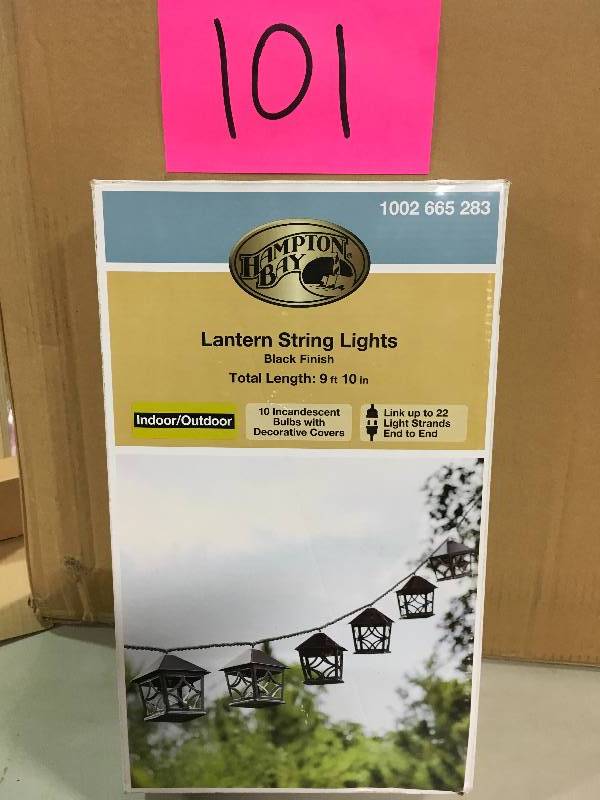 101
1002 665 283
HAMPTON
BAY
Lantern String Lights
Black Finish
Total Length: 9 ft 10 in
Indoor/Outdoor
10 Incandescent
Bulbs with
Decorative Covers
Link up to 22
Light Strands
End to End